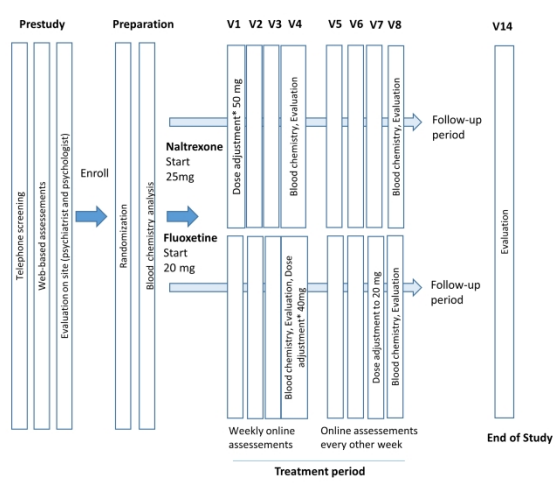 Prestudy
Preparation
V1 V2 V3 V4
V5 V6 V7 V8
V14
Telephone screening
Web-based assessements
Evaluation on site (psychiatrist and psychologist)
Enroll
Randomization
Blood chemistry analysis
Naltrexone
Start
25mg
Fluoxetine
Start
20 mg
Dose adjustment* 50 mg
Blood chemistry, Evaluation
Blood chemistry, Evaluation
Follow-up
period
Blood chemistry, Evaluation, Dose
adjustment* 40mg
Dose adjustment to 20 mg
Blood chemistry, Evaluation
Follow-up
period
Evaluation
Weekly online
assessements
Online assessements
every other week
End of Study
Treatment period